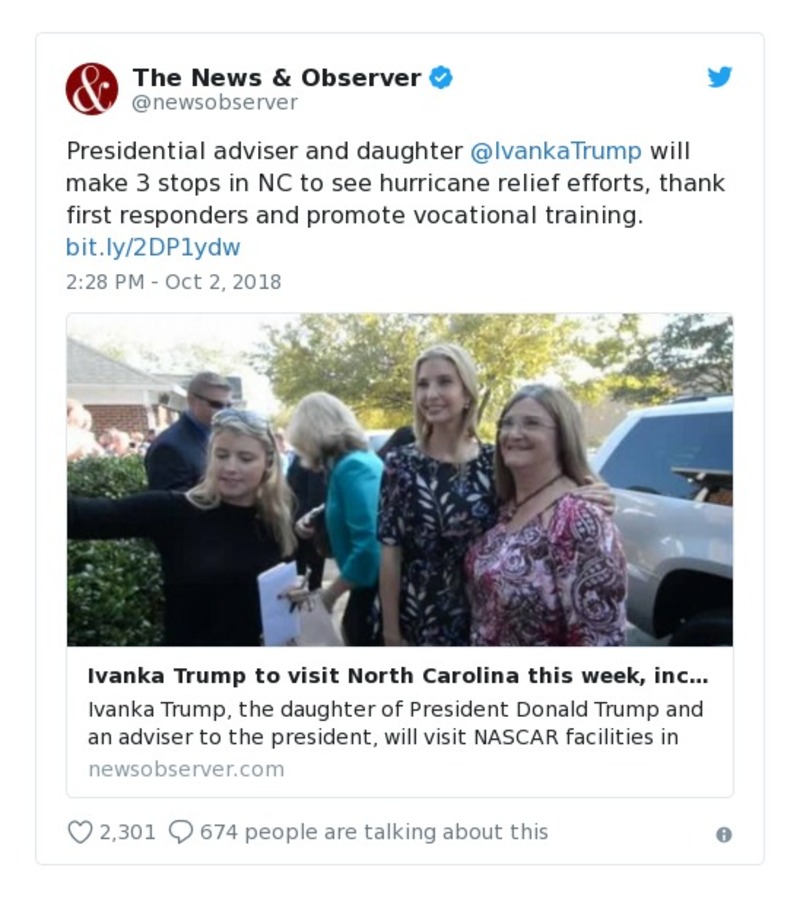 The News & Observer
@newsobserver
Presidential adviser and daughter @IvankaTrump will
make 3 stops in NC to see hurricane relief efforts, thank
first responders and promote vocational training.
bit.ly/2DP1ydw
2:28 PM - Oct 2, 2018
Ivanka Trump to visit North Carolina this week, inc...
Ivanka Trump, the daughter of President Donald Trump and
an adviser to the president, will visit NASCAR facilities in
newsobserver.com
2,301 674 people are talking about this